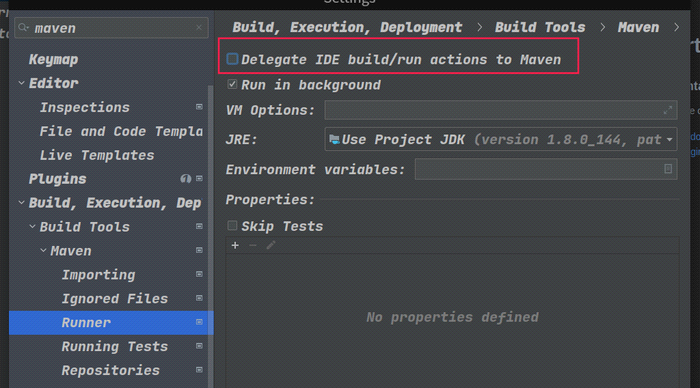 Settings
maven
Keymap
Editor
Inspections
File and Code Templa
Live Templates
Plugins
Build, Execution, Dep
Build Tools
Maven
Importing
Ignored Files
Runner
Running Tests
Repositories
Build, Execution, Deployment > Build Tools > Maven >
Delegate IDE build/run actions to Maven
Run in background
VM Options:
JRE: Use Project JDK (version 1.8.0_144, pat
Environment variables:
Properties:
Skip Tests
No properties defined